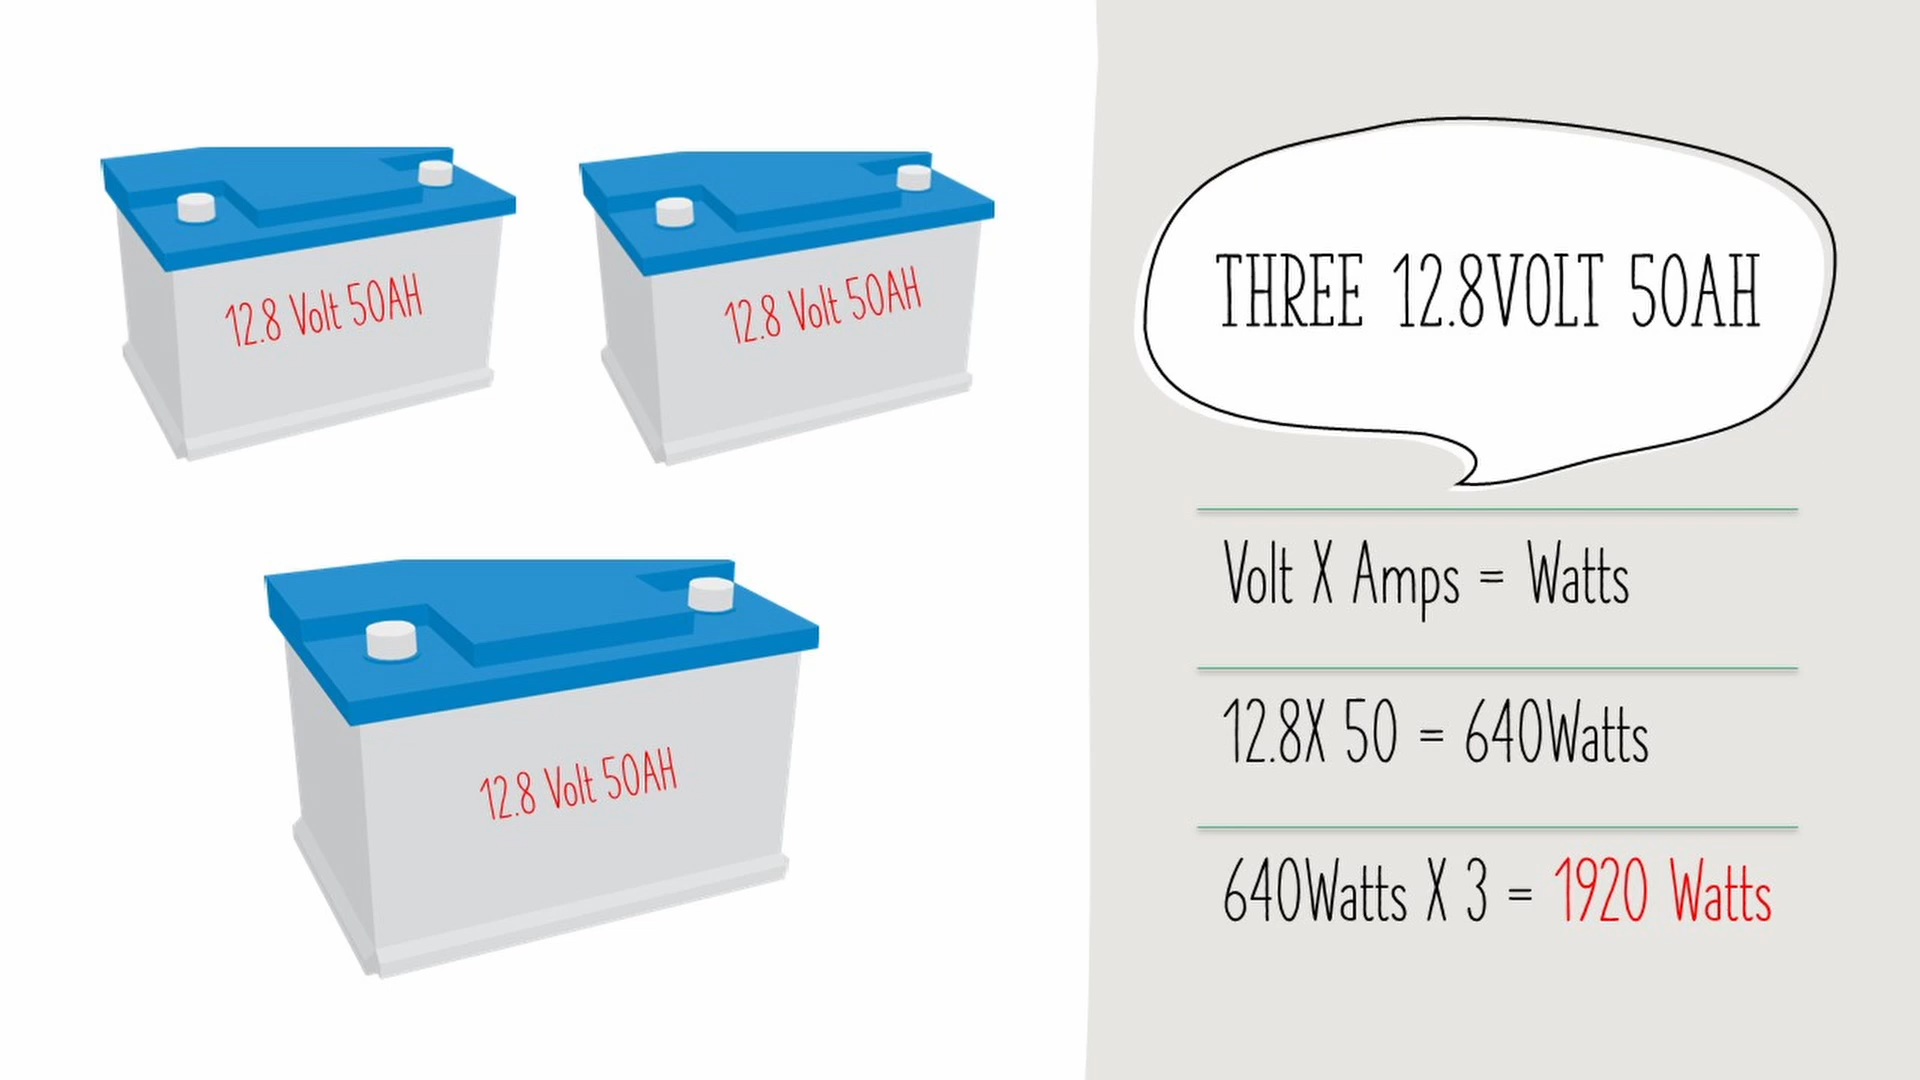 12.8 Volt 50AH
12.8 Volt 50AH
12.8 Volt 50AH
THREE 12.8VOLT 50AH
Volt X Amps = Watts
12.8X 50 = 640Watts
640Watts X 3 = 1920 Watts